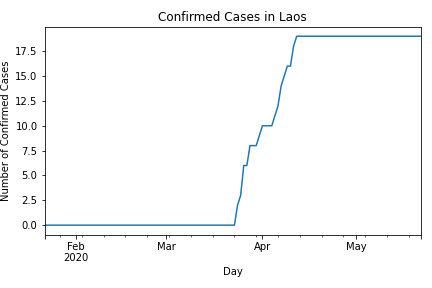 Confirmed Cases in Laos
Number of Confirmed Cases
17.5
15.0
12.5
10.0
7.5
5.0
2.5
0.0
Feb
2020
Mar
Apr
May
Day